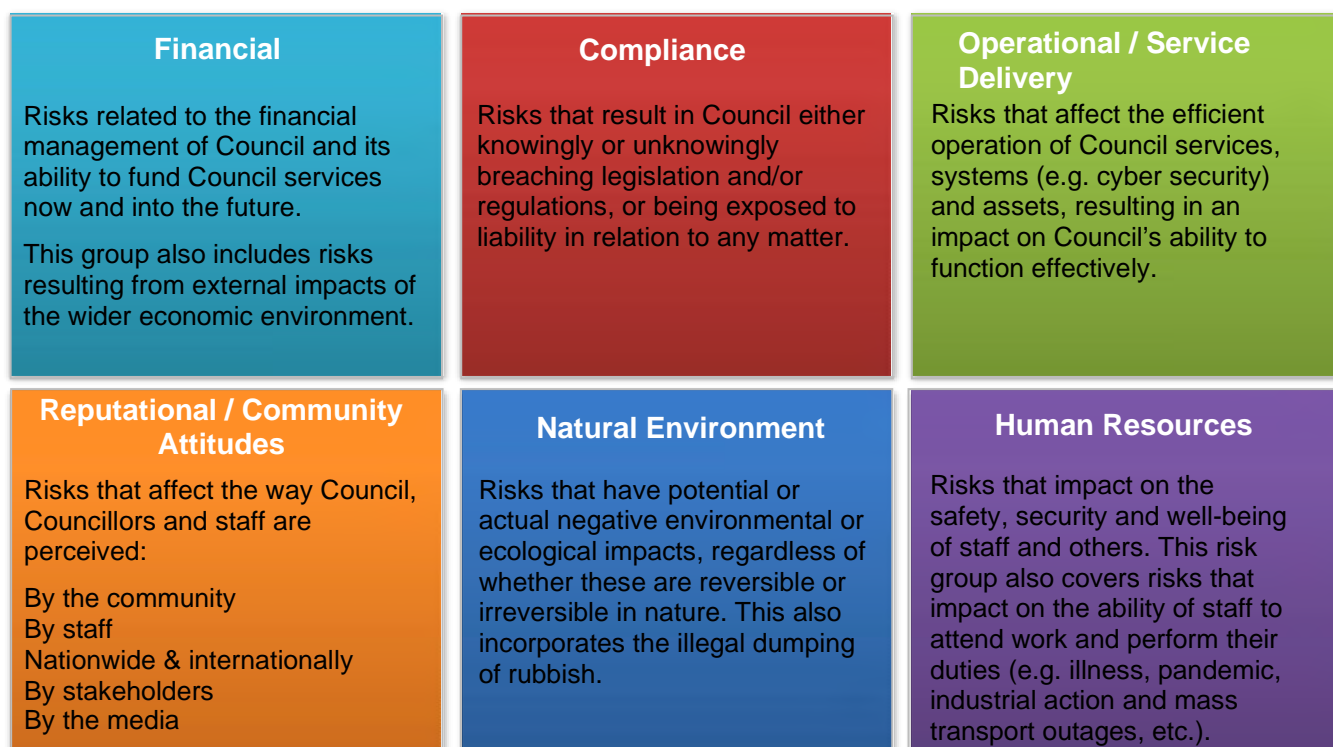 Financial
Risks related to the financial
management of Council and its
ability to fund Council services
now and into the future.
This group also includes risks
resulting from external impacts of
the wider economic environment.
Compliance
Risks that result in Council either
knowingly or unknowingly
breaching legislation and/or
regulations, or being exposed to
liability in relation to any matter.
Operational / Service
Delivery
Risks that affect the efficient
operation of Council services,
systems (e.g. cyber security)
and assets, resulting in an
impact on Council's ability to
function effectively.
Reputational / Community
Attitudes
Risks that affect the way Council,
Councillors and staff are
perceived:
By the community
By staff
Nationwide & internationally
By stakeholders
By the media
Natural Environment
Risks that have potential or
actual negative environmental or
ecological impacts, regardless of
whether these are reversible or
irreversible in nature. This also
incorporates the illegal dumping
of rubbish.
Human Resources
Risks that impact on the
safety, security and well-being
of staff and others. This risk
group also covers risks that
impact on the ability of staff to
attend work and perform their
duties (e.g. illness, pandemic,
industrial action and mass
transport outages, etc.).